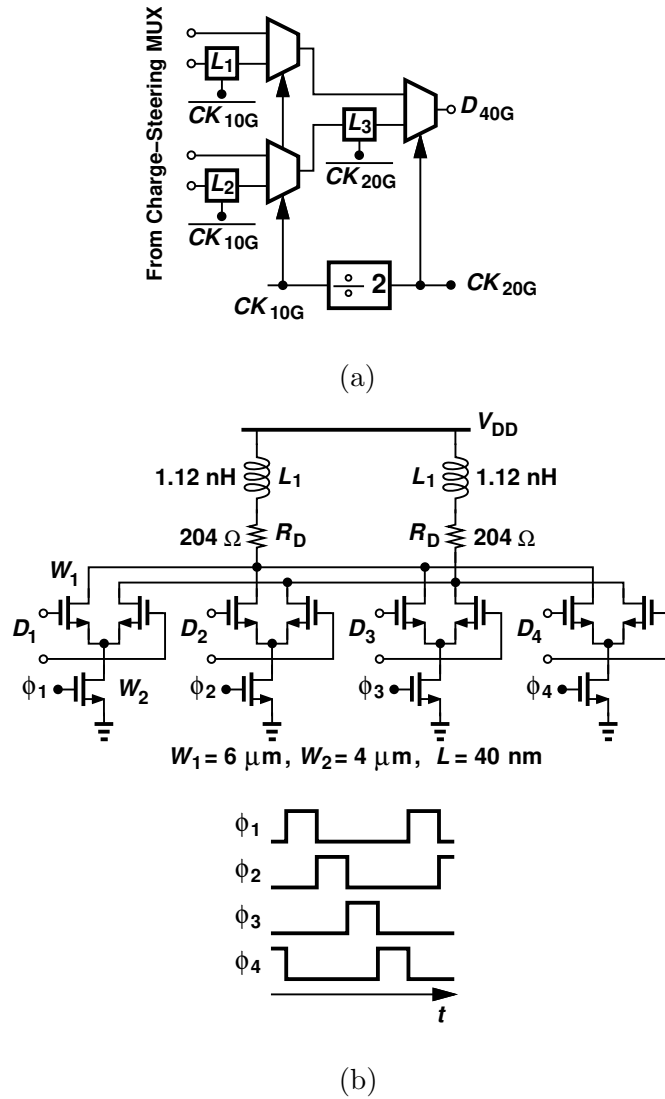 From Charge–Steering MUX
L1
CK10G
L2
CK10G
L3
CK20G
D40G
CK10G
÷ 2
CK20G
(a)
VDD
1.12 nH L1
L1 1.12 nH
204 Ω RD
RD 204 Ω
W1
D1
D2
D3
D4
ϕ1
W2
ϕ2
ϕ3
ϕ4
W1 = 6 μm, W2 = 4 μm, L = 40 nm
ϕ1
ϕ2
ϕ3
ϕ4
t
(b)